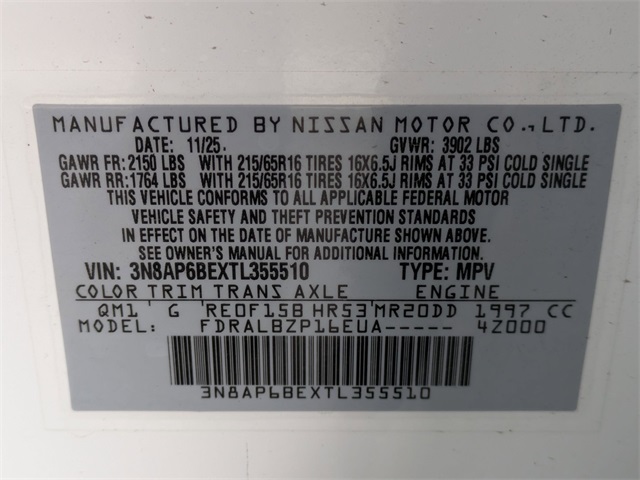 MANUFACTURED BY NISSAN MOTOR CO., LTD.
DATE: 11/25. GVWR: 3902 LBS
GAWR FR: 2150 LBS WITH 215/65R16 TIRES 16X6.5J RIMS AT 33 PSI COLD SINGLE
GAWR RR: 1764 LBS WITH 215/65R16 TIRES 16X6.5J RIMS AT 33 PSI COLD SINGLE
THIS VEHICLE CONFORMS TO ALL APPLICABLE FEDERAL MOTOR
VEHICLE SAFETY AND THEFT PREVENTION STANDARDS
IN EFFECT ON THE DATE OF MANUFACTURE SHOWN ABOVE.
SEE OWNER'S MANUAL FOR ADDITIONAL INFORMATION.
VIN: 3N8AP6BEXTL355510 TYPE: MPV
COLOR TRIM TRANS AXLE ENGINE
QM1 G RE0F15B HR53 MR20DD 1997 CC
MODEL: FDRALBZP16EUA----- 4Z000
3N8AP6BEXTL355510